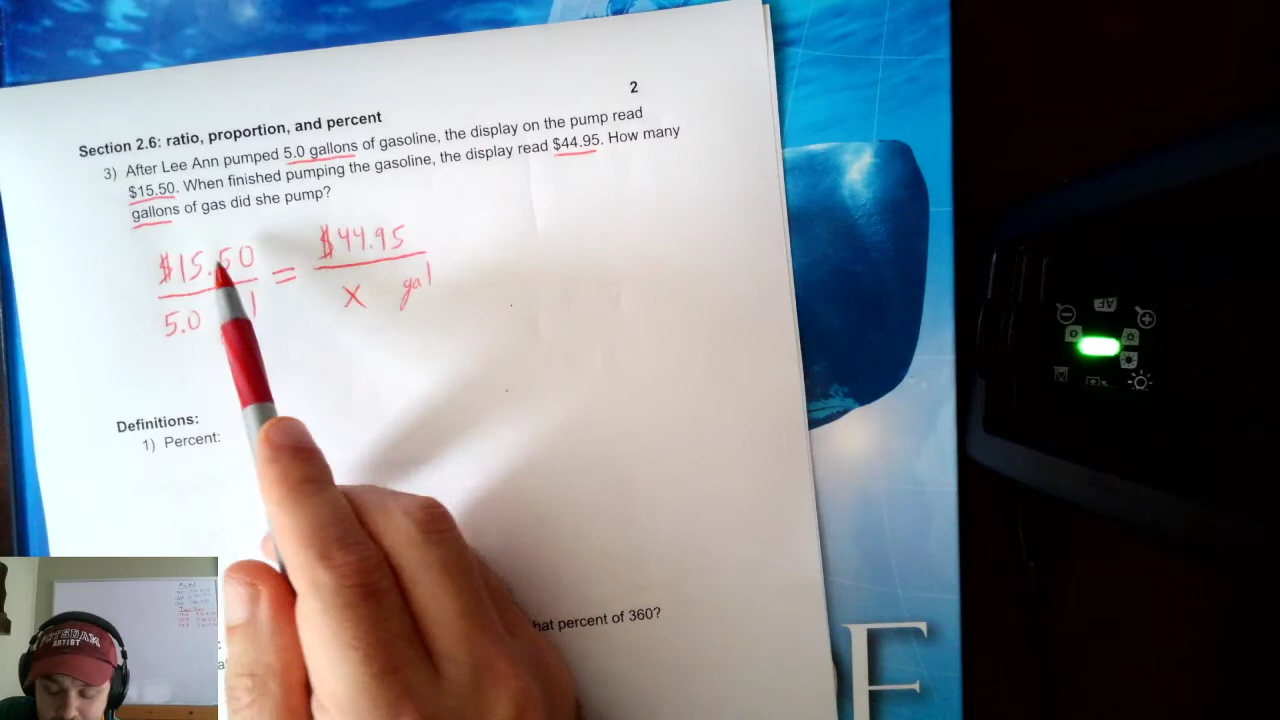 2
Section 2.6: ratio, proportion, and percent
3) After Lee Ann pumped 5.0 gallons of gasoline, the display on the pump read
$15.50. When finished pumping the gasoline, the display read $44.95. How many
gallons of gas did she pump?
$15.50 = $44.95
5.0 x gal
Definitions:
1) Percent:
percent of 360?
E
AF
ARTIST